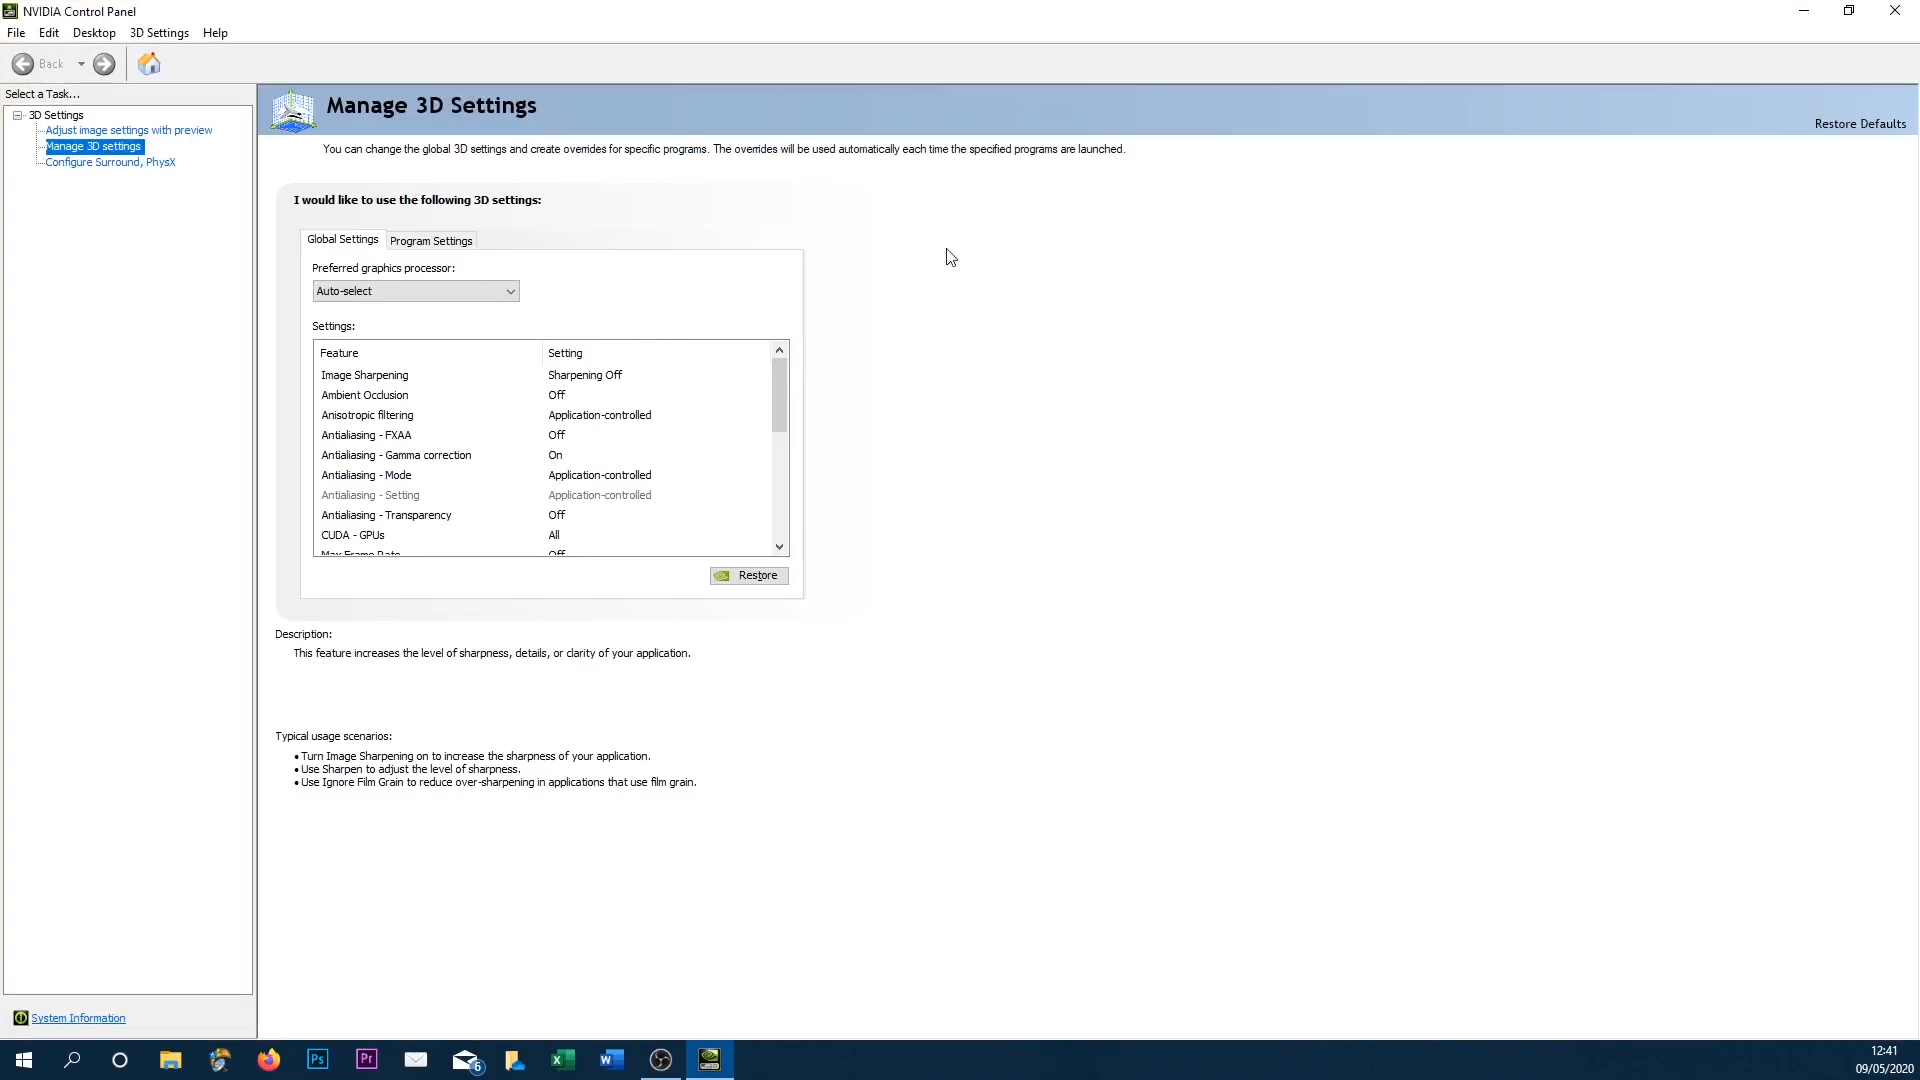 NVIDIA Control Panel
File Edit Desktop 3D Settings Help
Back
Select a Task...
3D Settings
Adjust image settings with preview
Manage 3D settings
Configure Surround, PhysX
System Information
Manage 3D Settings
Restore Defaults
You can change the global 3D settings and create overrides for specific programs. The overrides will be used automatically each time the specified programs are launched.
I would like to use the following 3D settings:
Global Settings Program Settings
Preferred graphics processor:
Auto-select
Settings:
Feature Setting
Image Sharpening Sharpening Off
Ambient Occlusion Off
Anisotropic filtering Application-controlled
Antialiasing - FXAA Off
Antialiasing - Gamma correction On
Antialiasing - Mode Application-controlled
Antialiasing - Setting Application-controlled
Antialiasing - Transparency Off
CUDA - GPUs All
Max Frame Rate Off
Restore
Description:
This feature increases the level of sharpness, details, or clarity of your application.
Typical usage scenarios:
• Turn Image Sharpening on to increase the sharpness of your application.
• Use Sharpen to adjust the level of sharpness.
• Use Ignore Film Grain to reduce over-sharpening in applications that use film grain.
Ps Pr 6 X W
12:41
09/05/2020